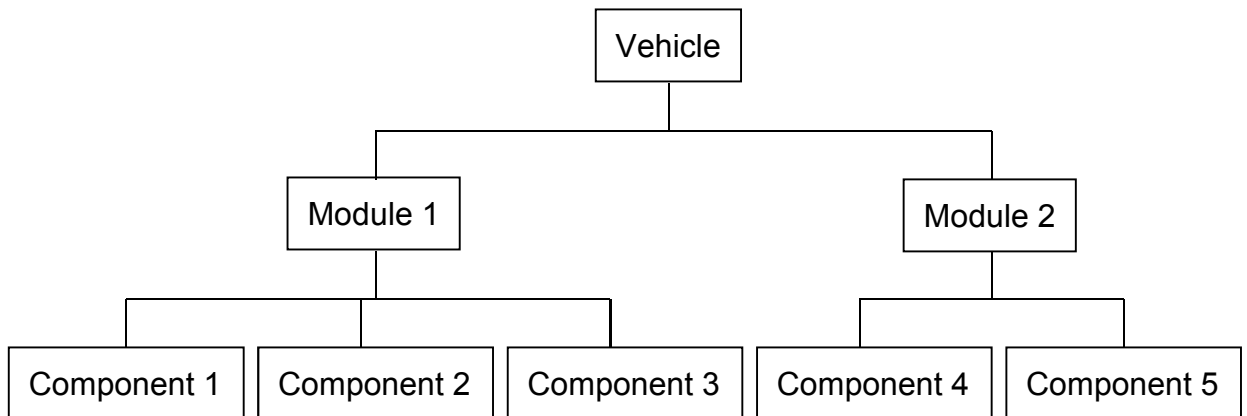 Vehicle
Module 1
Module 2
Component 1
Component 2
Component 3
Component 4
Component 5